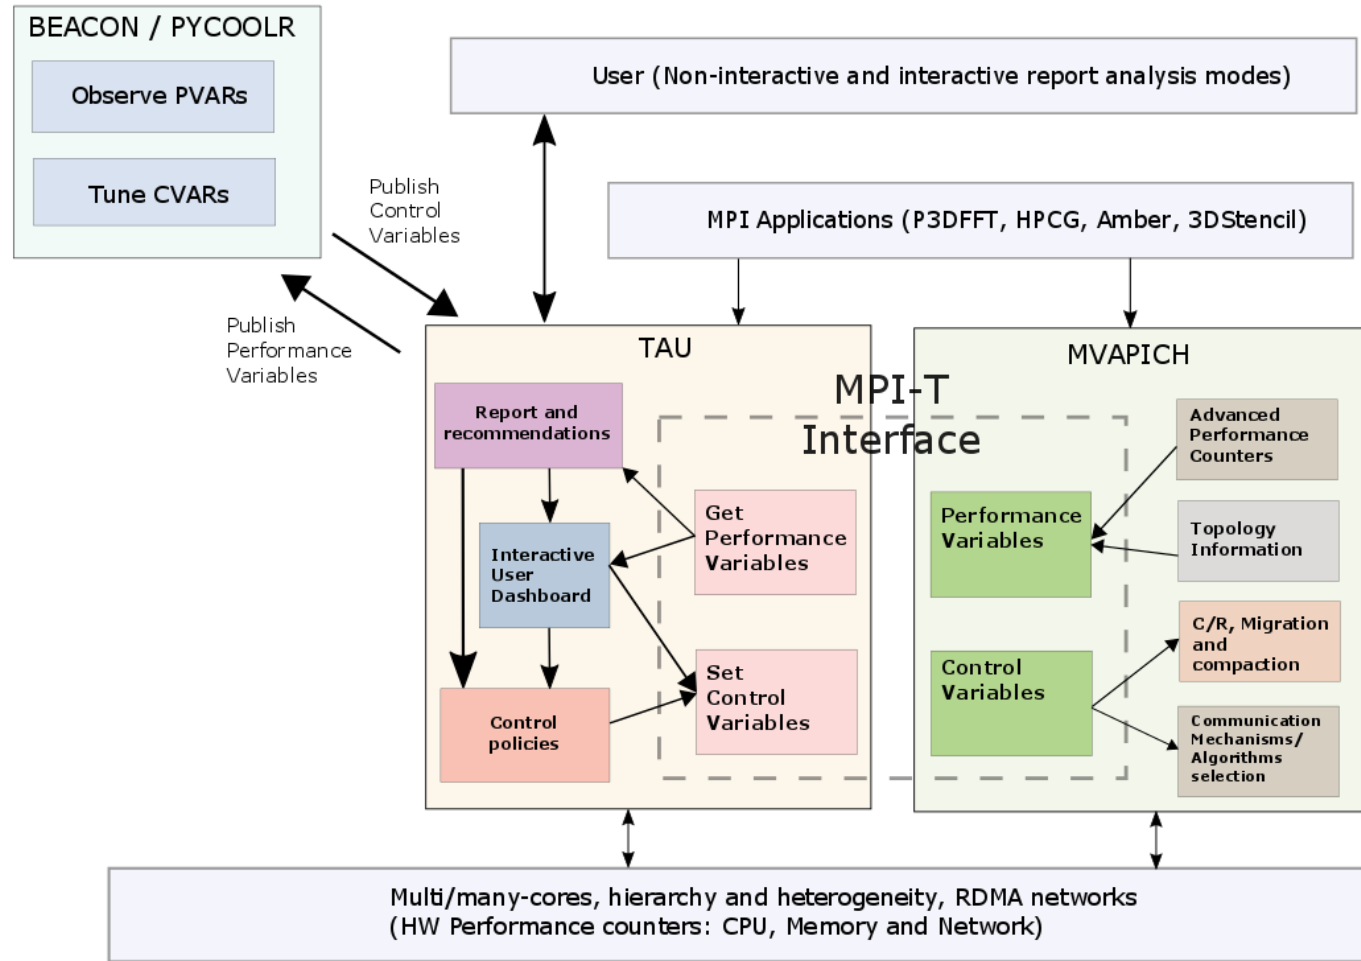 BEACON / PYCOOLR
Observe PVARs
Tune CVARs
User (Non-interactive and interactive report analysis modes)
Publish
Control
Variables
MPI Applications (P3DFFT, HPCG, Amber, 3DStencil)
Publish
Performance
Variables
TAU
MVAPICH
MPI-T
Interface
Report and
recommendations
Interactive
User
Dashboard
Control
policies
Get
Performance
Variables
Set
Control
Variables
Performance
Variables
Control
Variables
Advanced
Performance
Counters
Topology
Information
C/R, Migration
and
compaction
Communication
Mechanisms/
Algorithms
selection
Multi/many-cores, hierarchy and heterogeneity, RDMA networks
(HW Performance counters: CPU, Memory and Network)